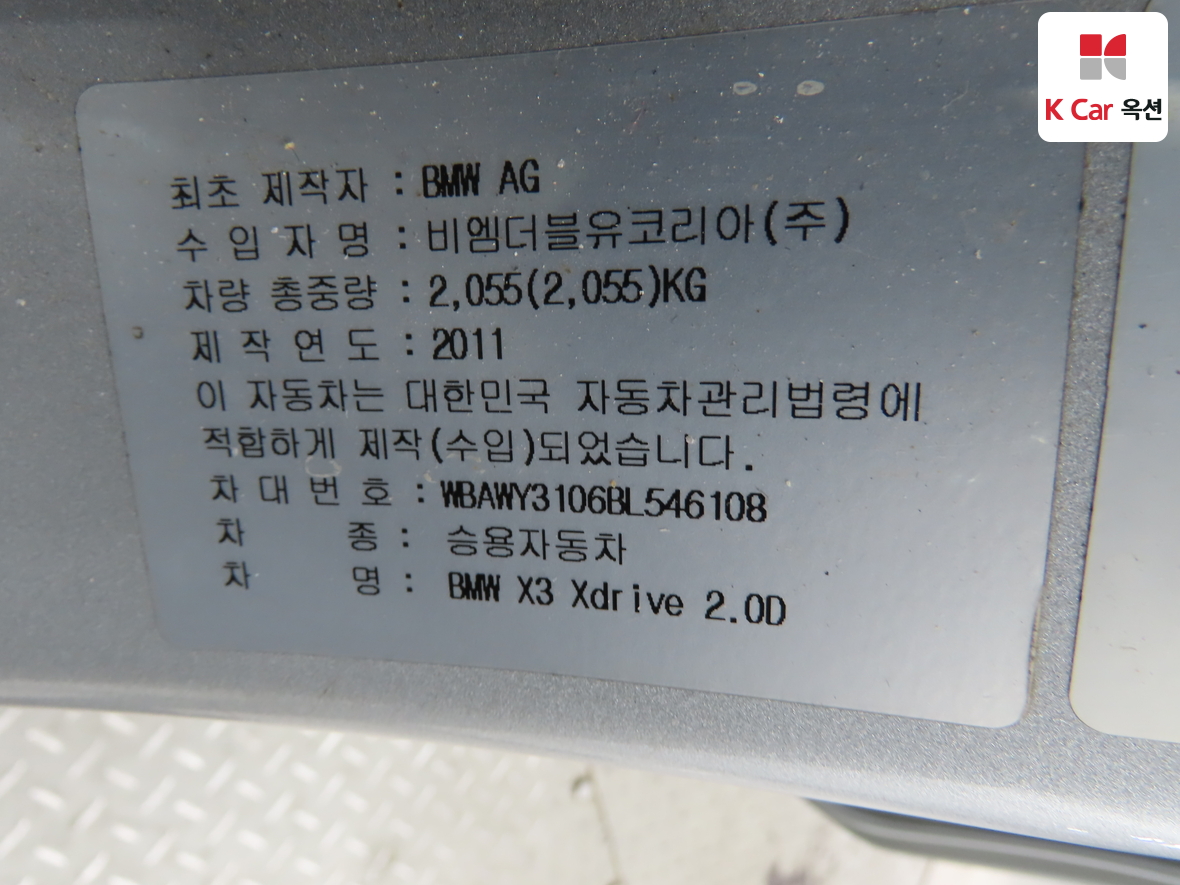 K Car 옥션
최초 제작자 : BMW AG
수 입 자 명 : 비엠더블유코리아(주)
차량 총중량 : 2,055(2,055)KG
제 작 연 도 : 2011
이 자동차는 대한민국 자동차관리법령에
적합하게 제작(수입)되었습니다.
차 대 번 호 : WBAWY3106BL546108
차 종 : 승용자동차
차 명 : BMW X3 Xdrive 2.0D